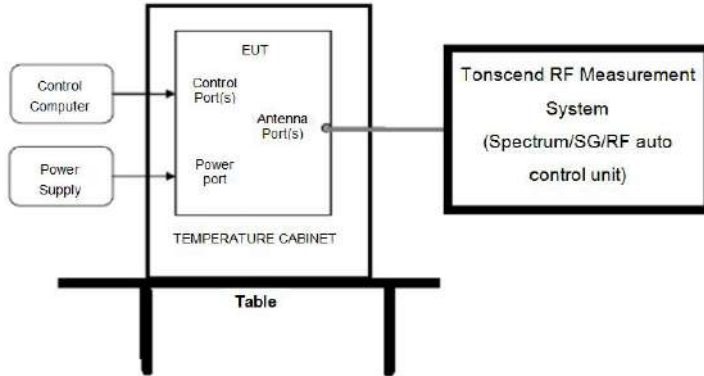 EUT
Control
Computer
Control
Port(s)
Antenna
Port(s)
Power
Supply
Power
port
TEMPERATURE CABINET
Table
Tonscend RF Measurement
System
(Spectrum/SG/RF auto
control unit)